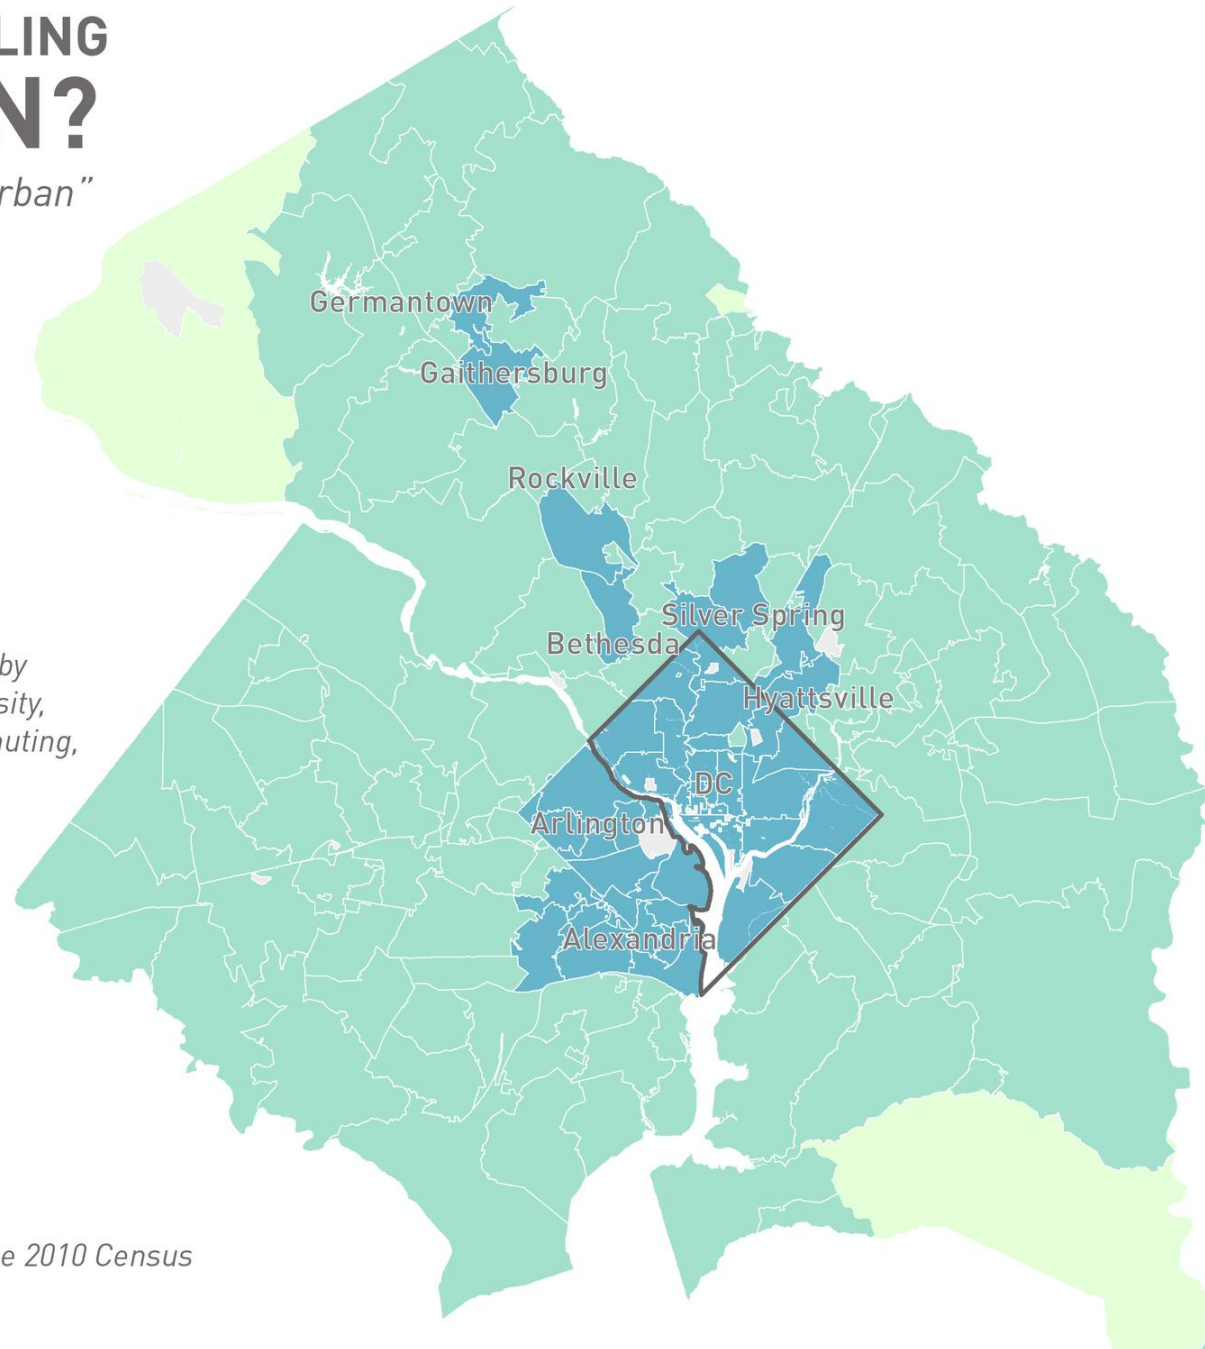 LING
N?
rban”
Germantown
Gaithersburg
Rockville
Silver Spring
Bethesda
by
sity,
Hyattsville
uting,
DC
Arlington
Alexandria
e 2010 Census